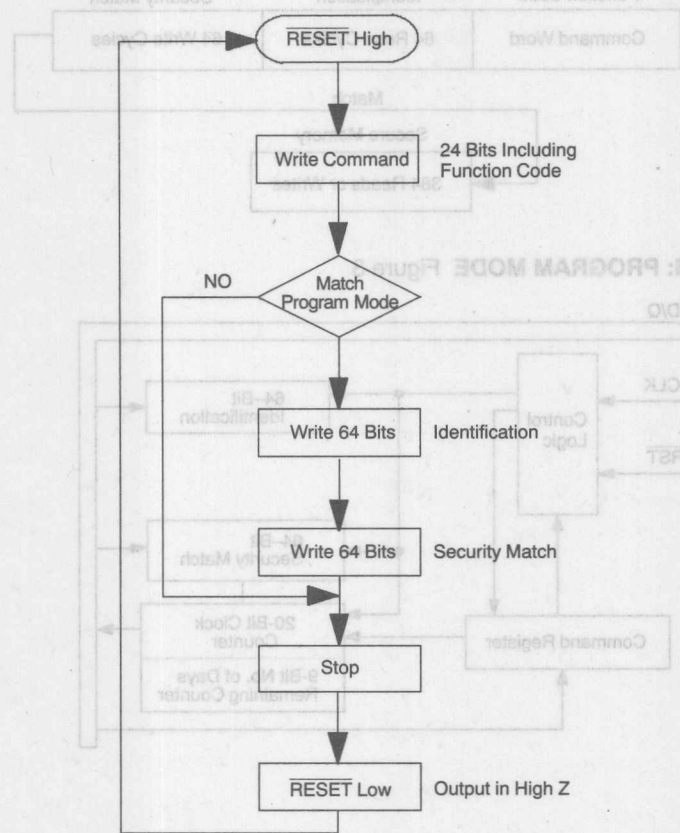 RESET High
Write Command
24 Bits Including
Function Code
NO
Match
Program Mode
Write 64 Bits
Identification
Write 64 Bits
Security Match
Stop
RESET Low
Output in High Z